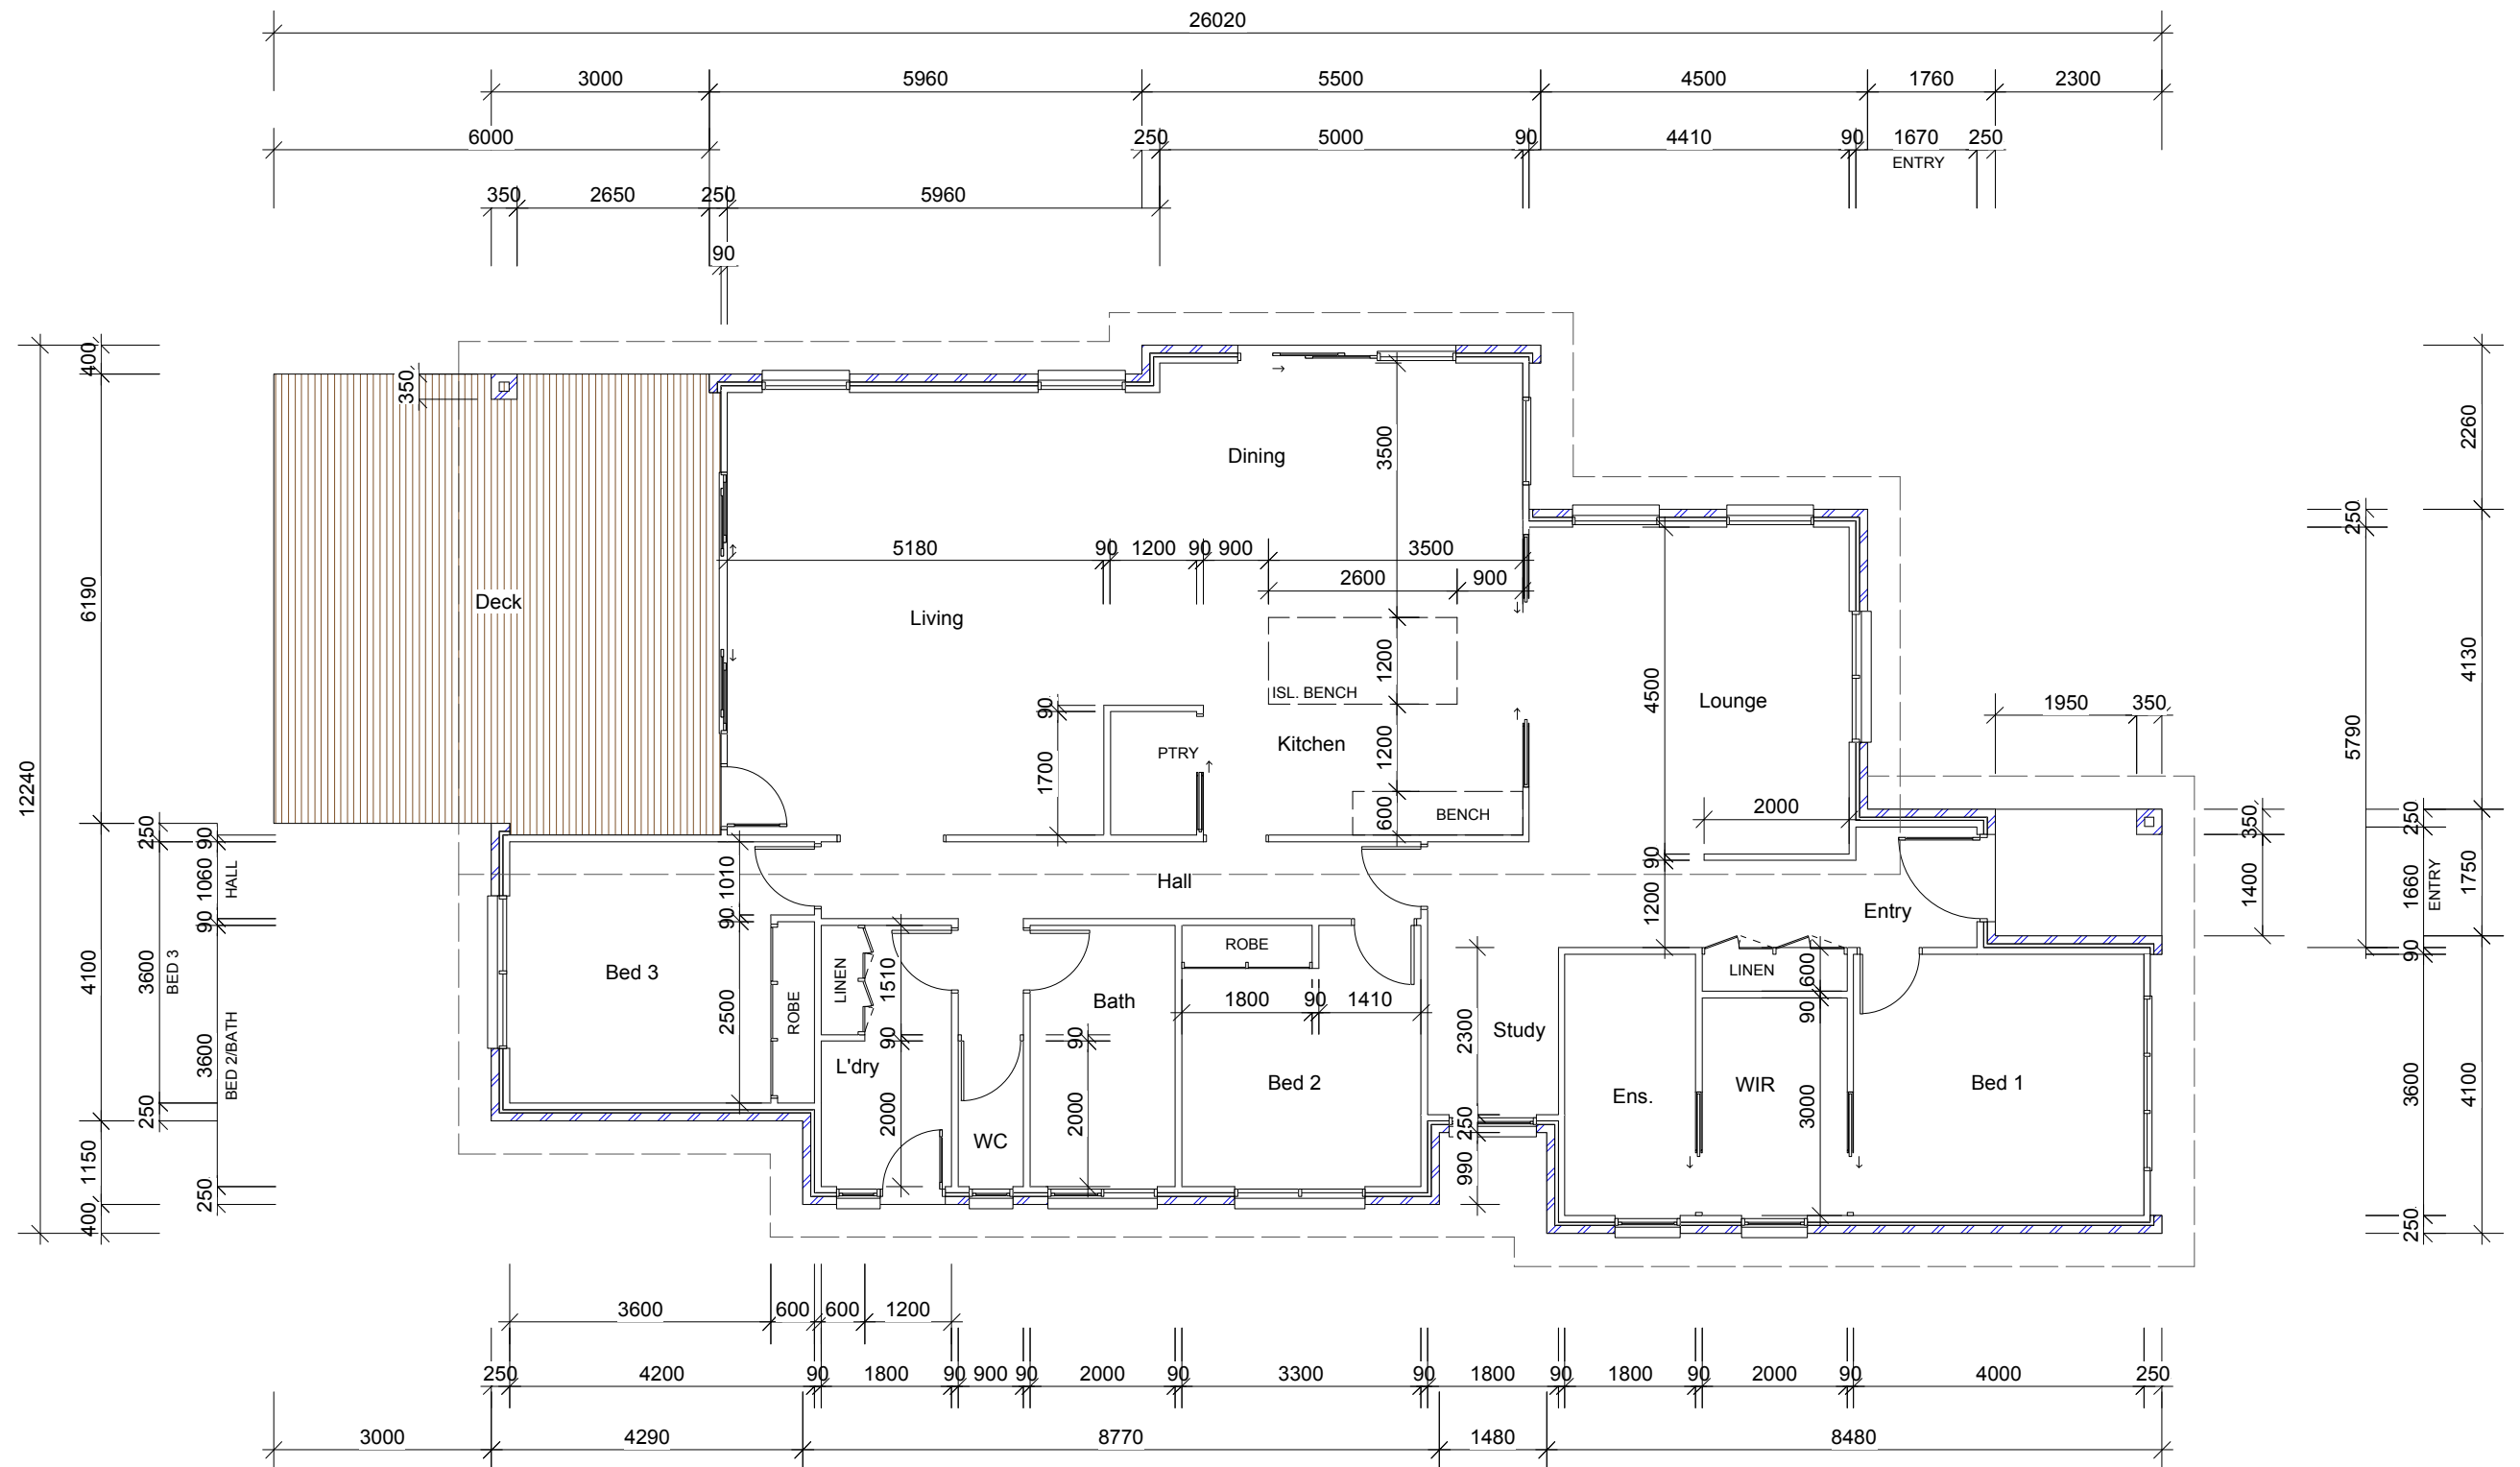 26020
3000 5960 5500 4500 1760 2300
6000 250 5000 90 4410 90 1670 250
ENTRY
350 2650 250 5960
90
400
350
2260
3500
Dining
250
5180 90 1200 90 900 3500
2600 900
6190
Deck
Living
1200
4130
4500
ISL. BENCH
Lounge
90
1950 350
5790
Kitchen
PTRY
12240
1700
1200
2000
600
BENCH
250
90
350
250
1060
HALL
1010
90
Hall
90
1200
1400
1660
ENTRY
1750
90
Entry
ROBE
4100
3600
BED 3
Bed 3
LINEN
1510
Bath
LINEN
600
90
2500
ROBE
1800 90 1410
90
Study
2300
90
90
3600
BED 2/BATH
L'dry
Bed 2
WIR
Bed 1
Ens.
3600
4100
2000
2000
3000
250
WC
250
1150
990
250
400
250
3600 600 600 1200
250 4200 90 1800 90 900 90 2000 90 3300 90 1800 90 1800 90 2000 90 4000 250
3000 4290 8770 1480 8480